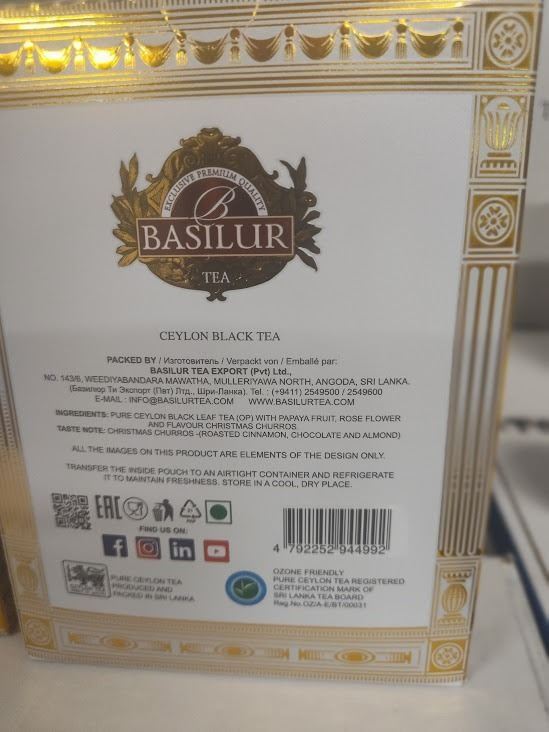 EXCLUSIVE PREMIUM QUALITY
B
BASILUR
TEA
CEYLON BLACK TEA
PACKED BY / Изготовитель / Verpackt von / Emballé par:
BASILUR TEA EXPORT (Pvt) Ltd.,
NO. 143/6, WEEDIYABANDARA MAWATHA, MULLERIYAWA NORTH, ANGODA, SRI LANKA.
(Базилюр Ти Экспорт (Пвт) Лтд., Шри-Ланка). Tel. : (+9411) 2549500 / 2549600
E-MAIL : INFO@BASILURTEA.COM WWW.BASILURTEA.COM
INGREDIENTS: PURE CEYLON BLACK LEAF TEA (OP) WITH PAPAYA FRUIT, ROSE FLOWER
AND FLAVOUR CHRISTMAS CHURROS.
TASTE NOTE: CHRISTMAS CHURROS -(ROASTED CINNAMON, CHOCOLATE AND ALMOND)
ALL THE IMAGES ON THIS PRODUCT ARE ELEMENTS OF THE DESIGN ONLY.
TRANSFER THE INSIDE POUCH TO AN AIRTIGHT CONTAINER AND REFRIGERATE
IT TO MAINTAIN FRESHNESS. STORE IN A COOL, DRY PLACE.
EAC
21
PAP
FIND US ON:
4 792252 944992
PURE CEYLON TEA
PRODUCED AND
PACKED IN SRI LANKA
OZONE FRIENDLY
PURE CEYLON TEA REGISTERED
CERTIFICATION MARK OF
SRI LANKA TEA BOARD
Reg.No.OZ/A-E/BT/00031